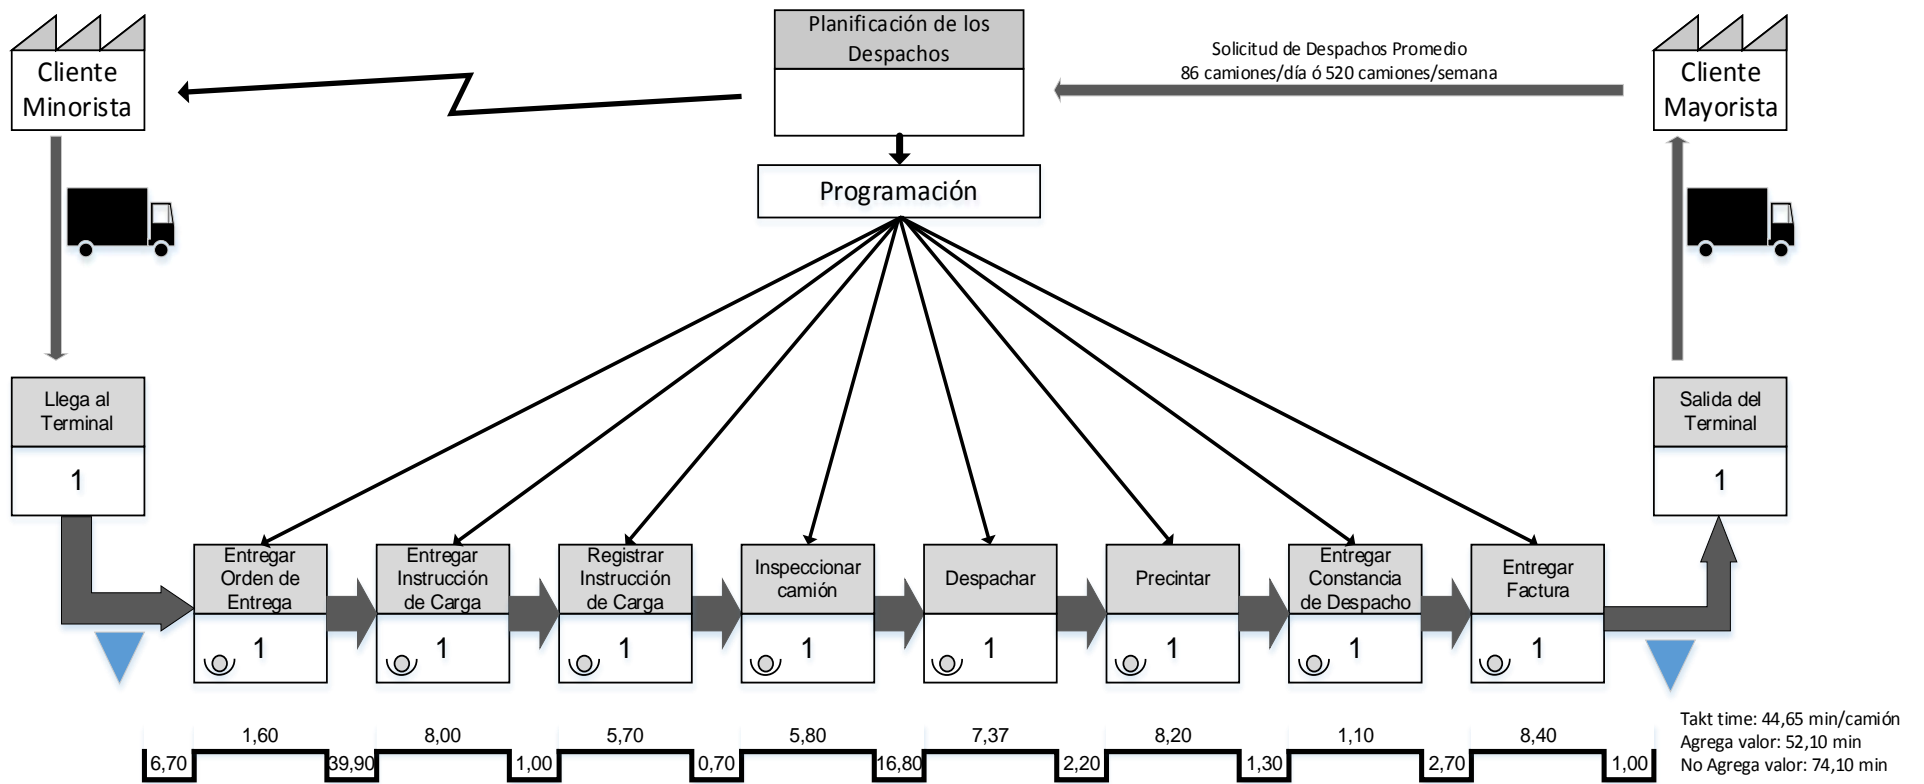 Cliente
Minorista
Planificación de los
Despachos
Solicitud de Despachos Promedio
86 camiones/día ó 520 camiones/semana
Cliente
Mayorista
Programación
Llega al
Terminal
1
Salida del
Terminal
1
Entregar
Orden de
Entrega
1
Entregar
Instrucción
de Carga
1
Registrar
Instrucción
de Carga
1
Inspeccionar
camión
1
Despachar
1
Precintar
1
Entregar
Constancia
de Despacho
1
Entregar
Factura
1
1,60
8,00
5,70
5,80
7,37
8,20
1,10
8,40
6,70
39,90
1,00
0,70
16,80
2,20
1,30
2,70
1,00
Takt time: 44,65 min/camión
Agrega valor: 52,10 min
No Agrega valor: 74,10 min